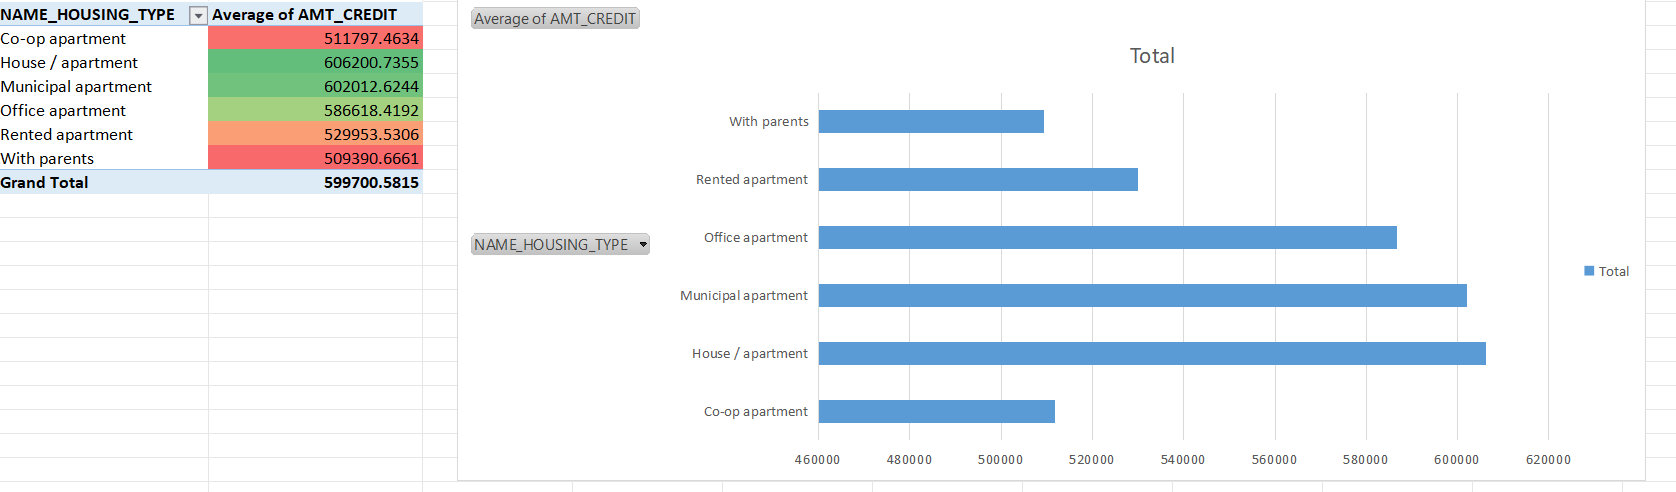 NAME_HOUSING_TYPE Average of AMT_CREDIT
Co-op apartment 511797.4634
House / apartment 606200.7355
Municipal apartment 602012.6244
Office apartment 586618.4192
Rented apartment 529953.5306
With parents 509390.6661
Grand Total 599700.5815
Average of AMT_CREDIT
Total
With parents
Rented apartment
Office apartment
NAME_HOUSING_TYPE
Total
Municipal apartment
House / apartment
Co-op apartment
460000 480000 500000 520000 540000 560000 580000 600000 620000